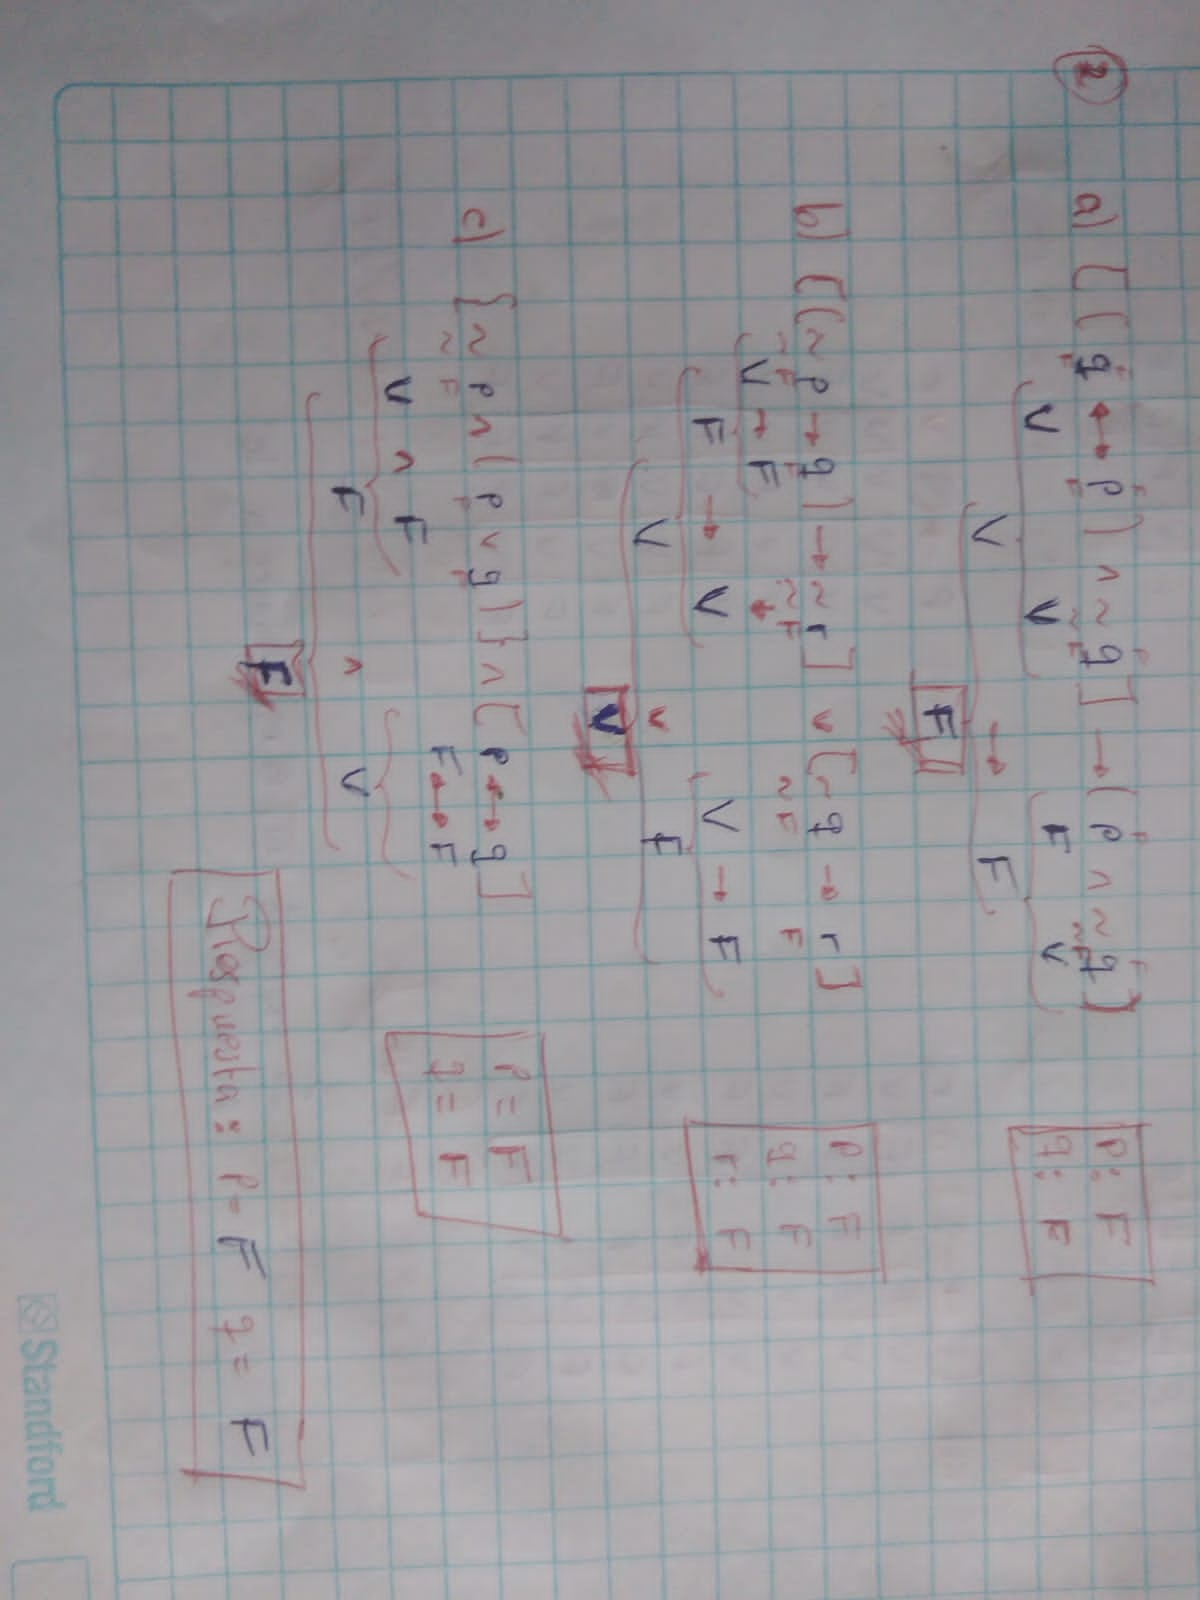 2
a) [(q ↔ p) ∧ ~q] → (p ∧ ~q)
V V F V
V → F
F
p: F
q: F
b) [(~p → q) → ~r] ∨ [~q → r]
~F F ~F ~F F
V → F
F → V V → F
V ∨ F
V
p: F
q: F
r: F
c) {~p ∧ (p ∨ q)} ∧ [p ↔ q]
~F F F F ↔ F
V ∧ F
F ∧ V
F
p = F
q = F
Respuesta: p = F q = F
Standford